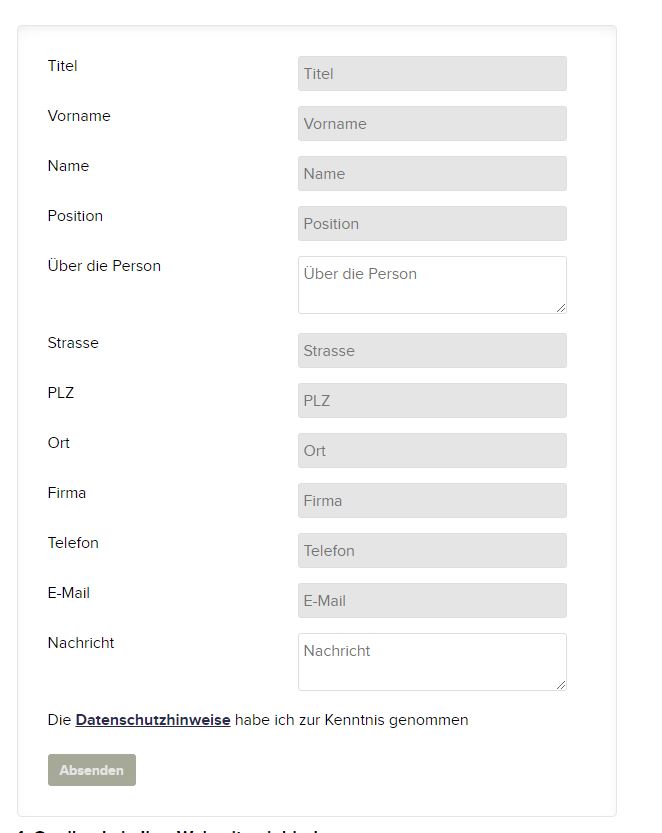 Titel Titel
Vorname Vorname
Name Name
Position Position
Über die Person Über die Person
Strasse Strasse
PLZ PLZ
Ort Ort
Firma Firma
Telefon Telefon
E-Mail E-Mail
Nachricht Nachricht
Die Datenschutzhinweise habe ich zur Kenntnis genommen
Absenden